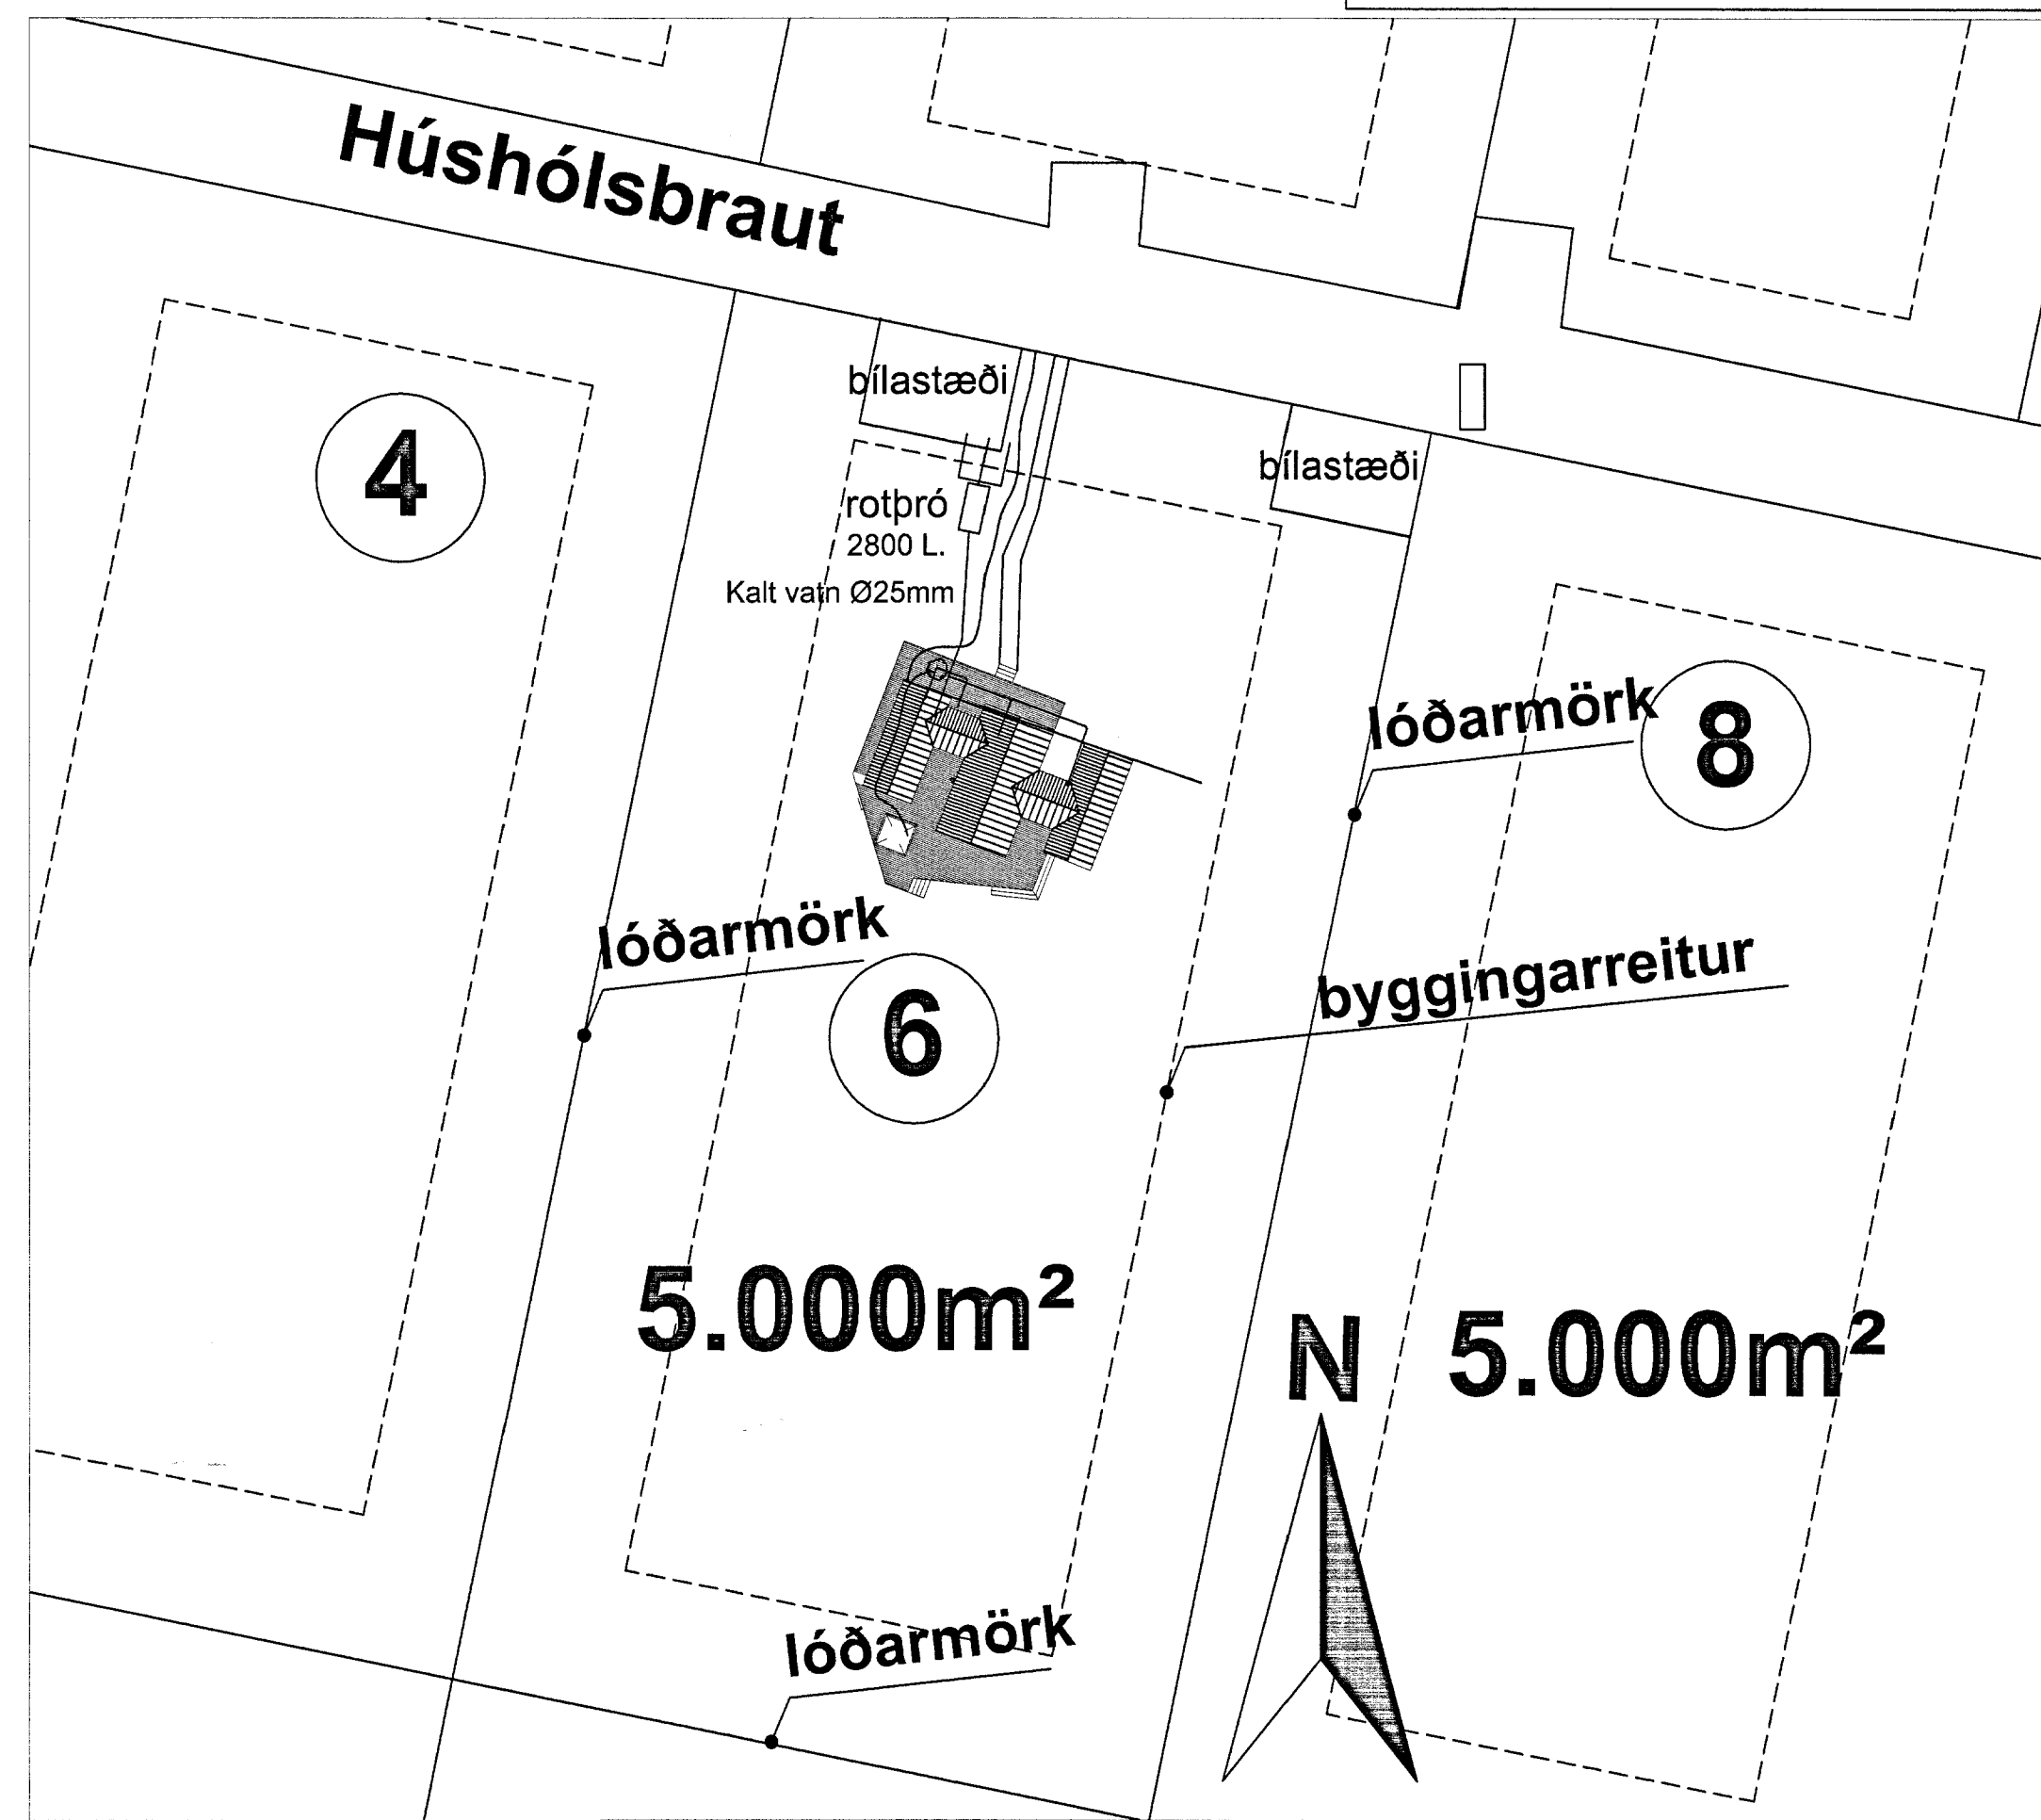 Húshólsbraut
bílastæði
4
bílastæði
rotþró
2800 L.
Kalt vatn Ø25mm
lóðarmörk
8
lóðarmörk
byggingarreitur
6
5.000m²
N
5.000m²
lóðarmörk